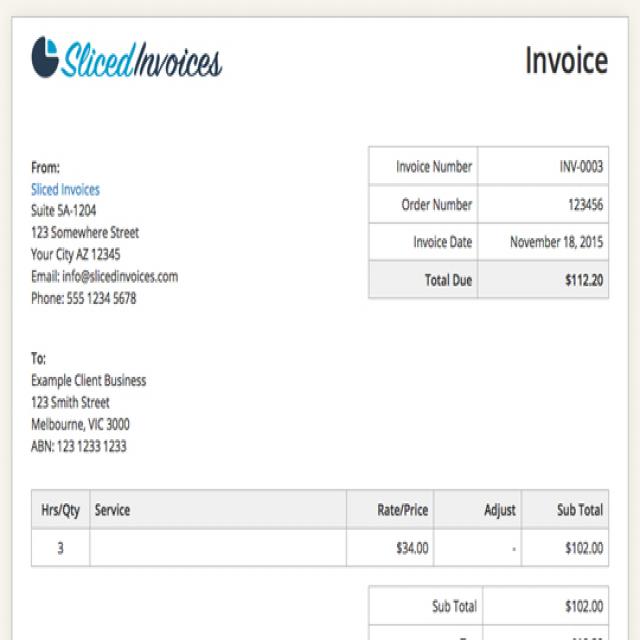 SlicedInvoices
Invoice
From:
Sliced Invoices
Suite 5A-1204
123 Somewhere Street
Your City AZ 12345
Email: info@slicedinvoices.com
Phone: 555 1234 5678
Invoice Number INV-0003
Order Number 123456
Invoice Date November 18, 2015
Total Due $112.20
To:
Example Client Business
123 Smith Street
Melbourne, VIC 3000
ABN: 123 1233 1233
Hrs/Qty Service Rate/Price Adjust Sub Total
3 $34.00 - $102.00
Sub Total $102.00